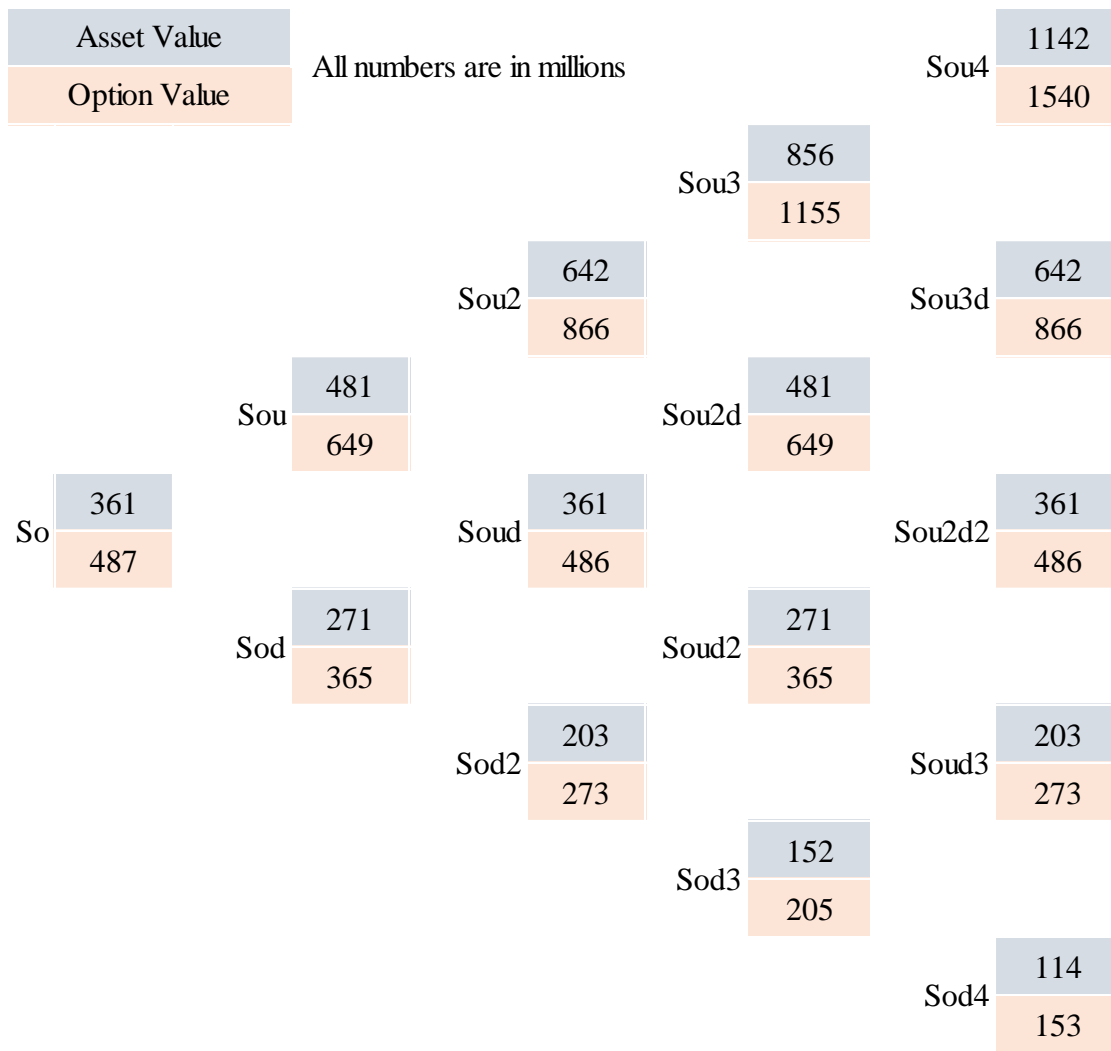 Asset Value
Option Value
All numbers are in millions
Sou4
1142
1540
Sou3
856
1155
Sou2
642
866
Sou3d
642
866
Sou
481
649
Sou2d
481
649
So
361
487
Soud
361
486
Sou2d2
361
486
Sod
271
365
Soud2
271
365
Sod2
203
273
Soud3
203
273
Sod3
152
205
Sod4
114
153